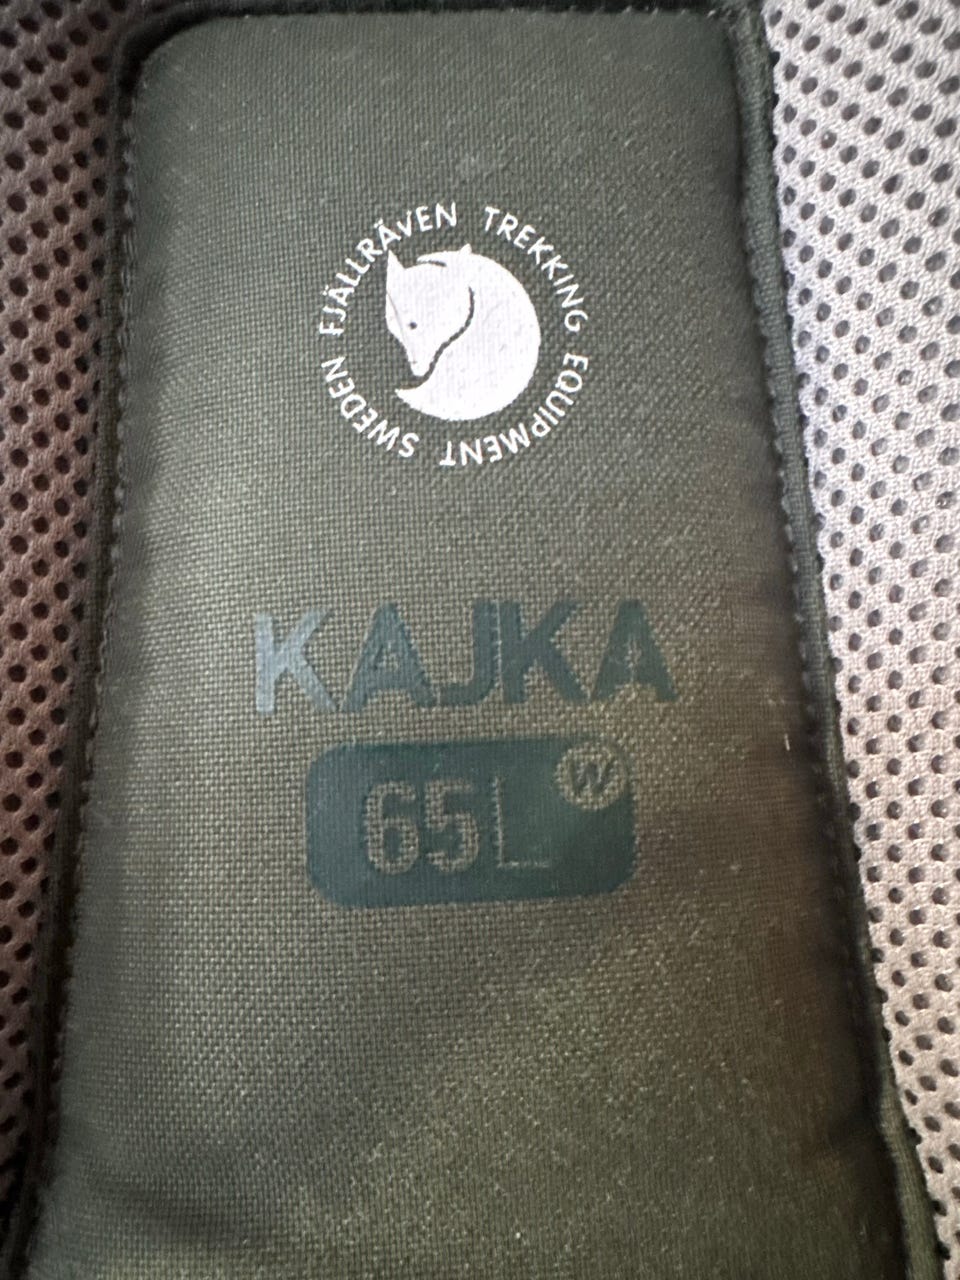 FJÄLLRÄVEN TREKKING EQUIPMENT SWEDEN
KAJKA
65L W